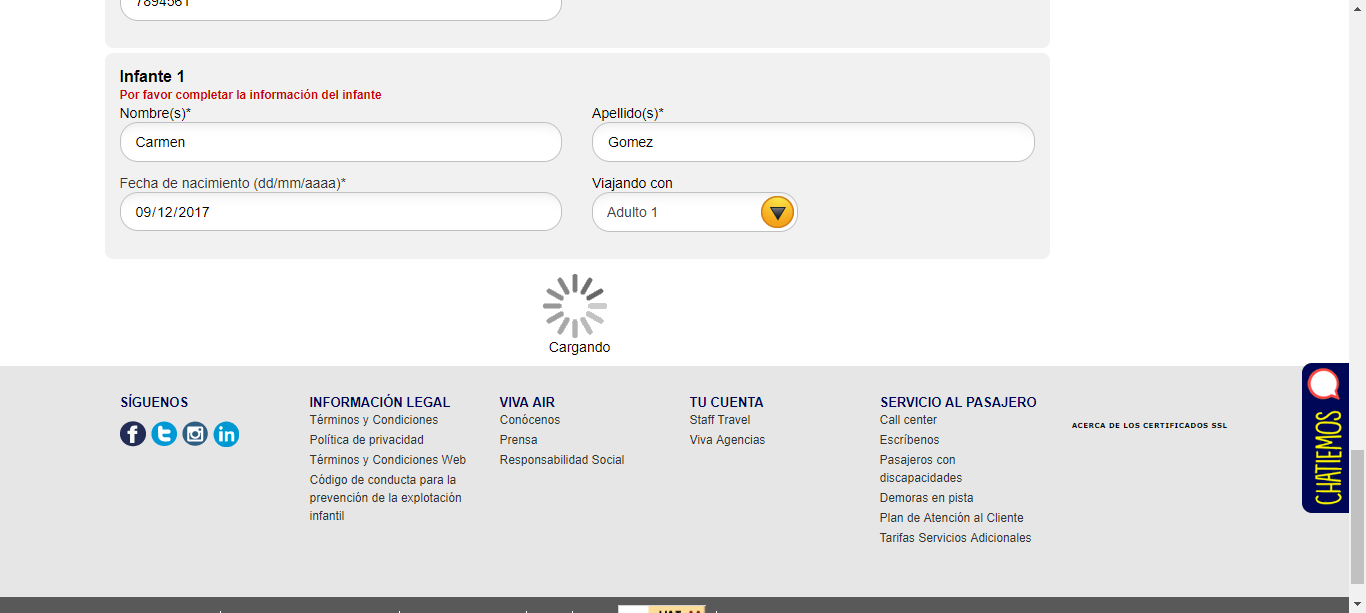 7894561
Infante 1
Por favor completar la información del infante
Nombre(s)*
Apellido(s)*
Carmen
Gomez
Fecha de nacimiento (dd/mm/aaaa)*
Viajando con
09/12/2017
Adulto 1
Cargando
SÍGUENOS
INFORMACIÓN LEGAL
Términos y Condiciones
Política de privacidad
Términos y Condiciones Web
Código de conducta para la
prevención de la explotación
infantil
VIVA AIR
Conócenos
Prensa
Responsabilidad Social
TU CUENTA
Staff Travel
Viva Agencias
SERVICIO AL PASAJERO
Call center
Escríbenos
Pasajeros con
discapacidades
Demoras en pista
Plan de Atención al Cliente
Tarifas Servicios Adicionales
ACERCA DE LOS CERTIFICADOS SSL
CHATIEMOS